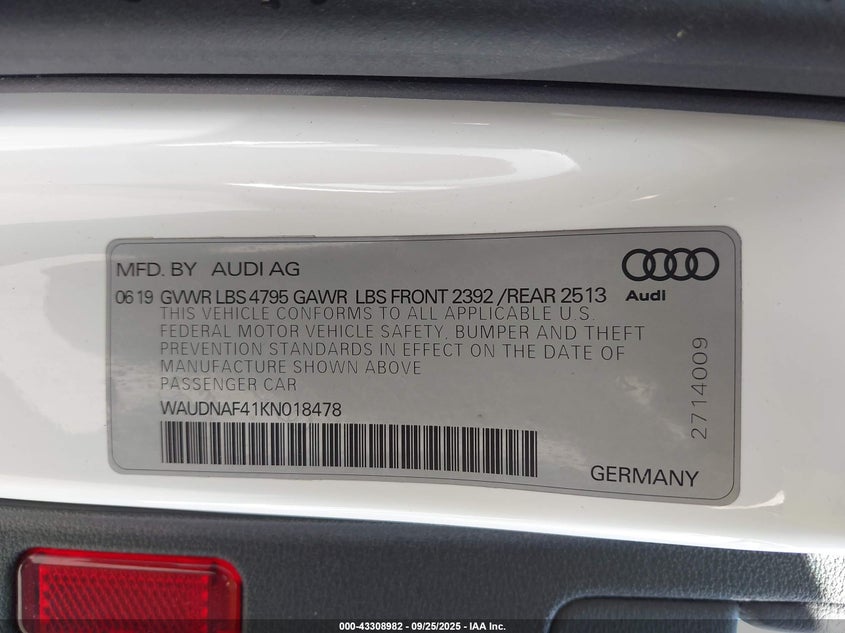 MFD. BY AUDI AG
Audi
06 19 GVWR LBS 4795 GAWR LBS FRONT 2392 /REAR 2513
THIS VEHICLE CONFORMS TO ALL APPLICABLE U.S.
FEDERAL MOTOR VEHICLE SAFETY, BUMPER AND THEFT
PREVENTION STANDARDS IN EFFECT ON THE DATE OF
MANUFACTURE SHOWN ABOVE
PASSENGER CAR
WAUDNAF41KN018478
2714009
GERMANY
000-43308982 - 09/25/2025 - IAA Inc.